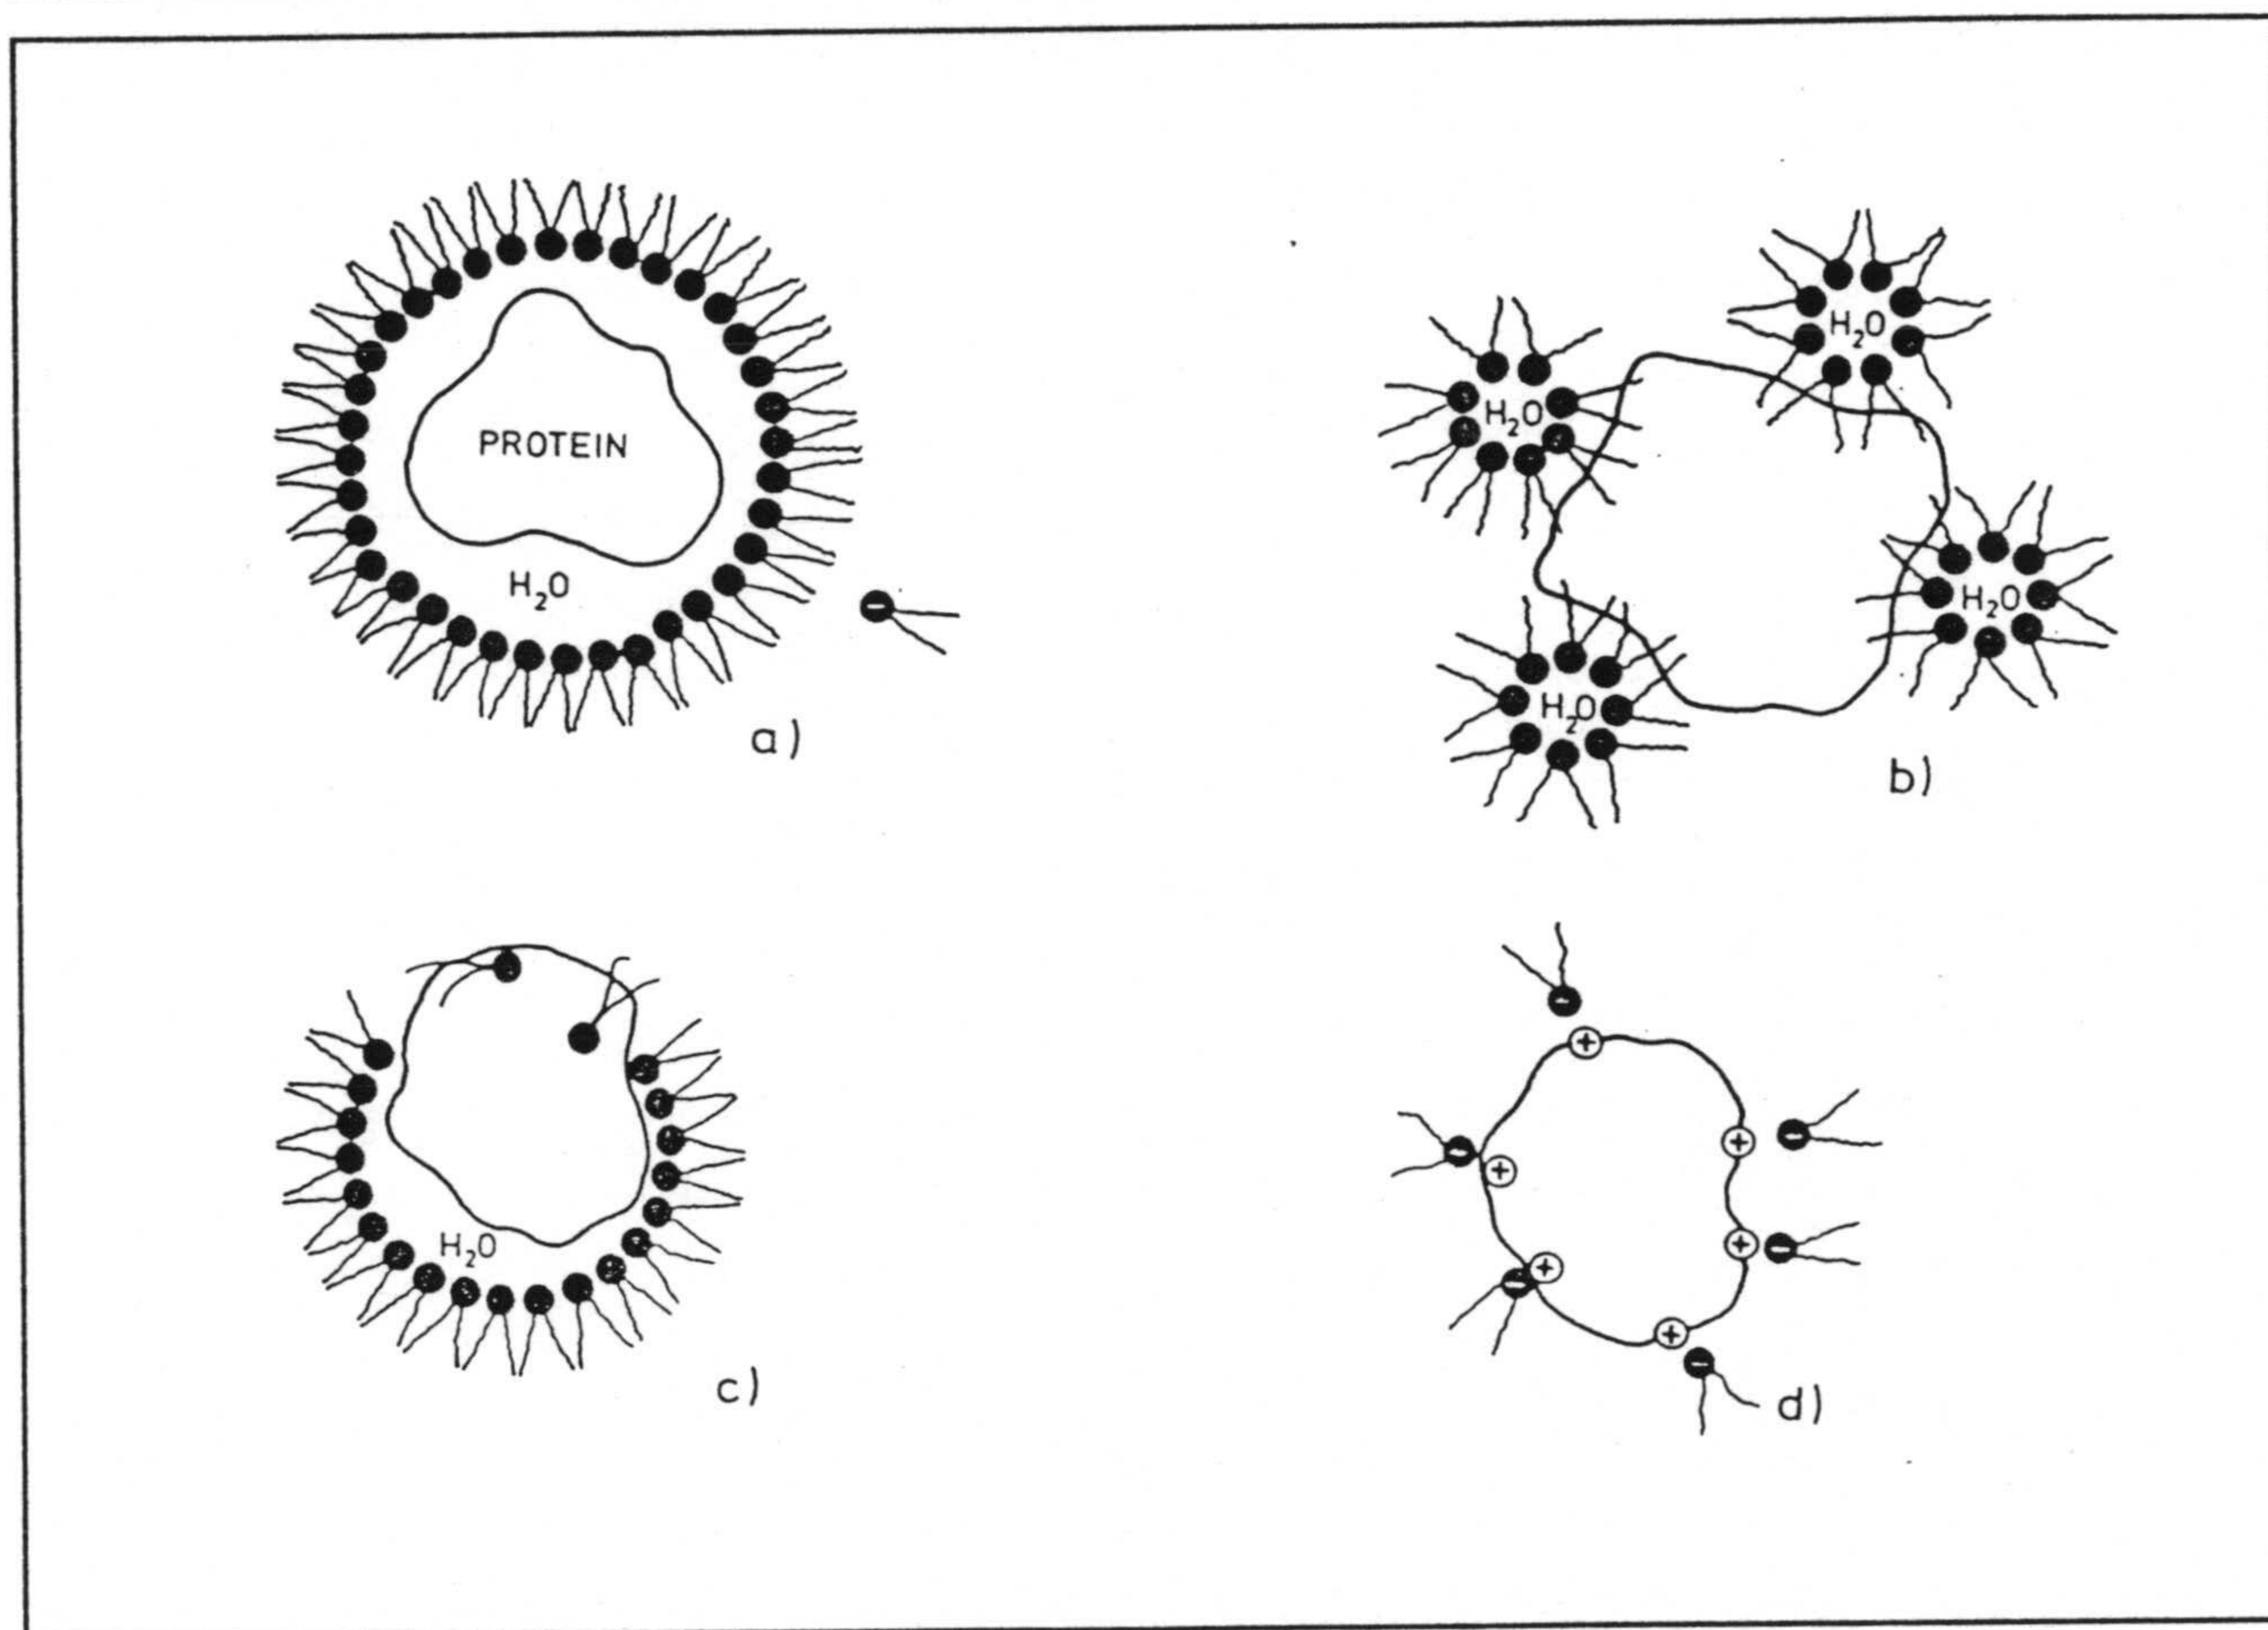 PROTEIN
H₂O
−
a)
H₂O
H₂O
H₂O
H₂O
b)
H₂O
c)
−
+
−
+
−
+
−
+
−
+
−
+
−
d)